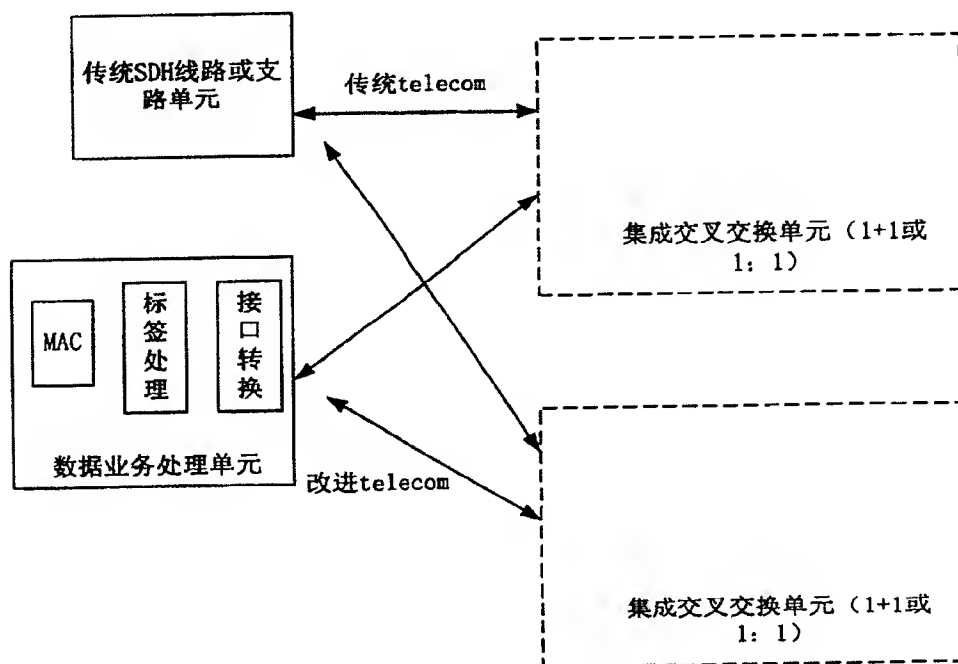 传统SDH线路或支
路单元
传统telecom
集成交叉交换单元（1+1或
1：1）
MAC
标
签
处
理
接
口
转
换
数据业务处理单元
改进telecom
集成交叉交换单元（1+1或
1：1）